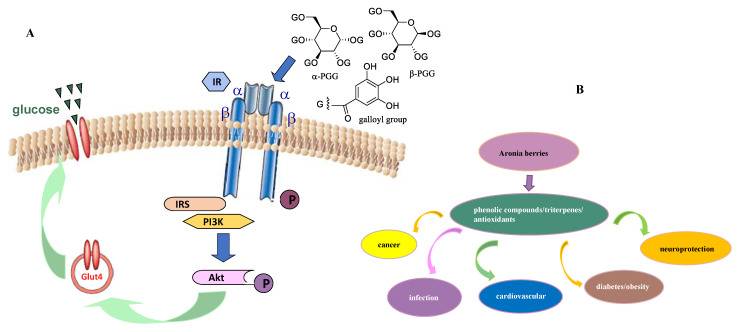 A
GO
GO
O
GO
GO
OG
OG
α-PGG
GO
GO
O
OG
GO
OG
β-PGG
OH
OH
OH
G
O
galloyl group
IR
α
α
β
β
glucose
IRS
PI3K
P
Akt
P
Glut4
B
Aronia berries
phenolic compounds/triterpenes/
antioxidants
cancer
neuroprotection
infection
cardiovascular
diabetes/obesity